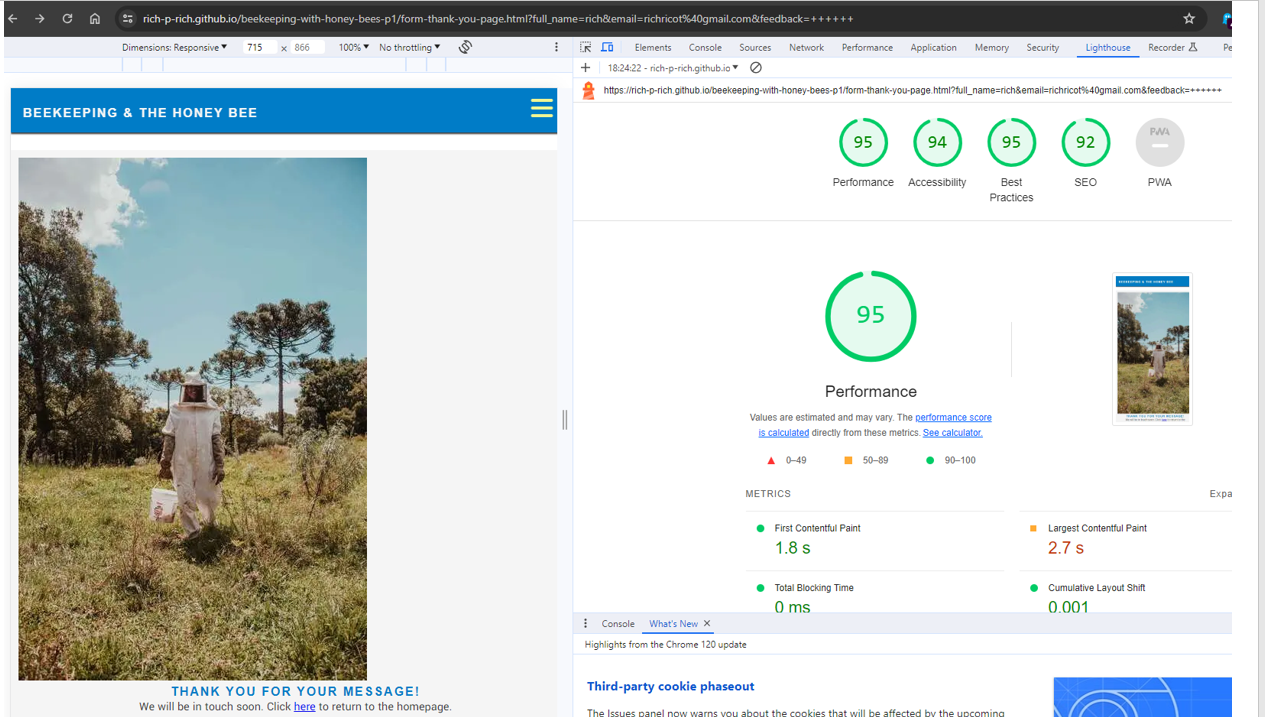 rich-p-rich.github.io/beekeeping-with-honey-bees-p1/form-thank-you-page.html?full_name=rich&email=richricot%40gmail.com&feedback=++++++
Dimensions: Responsive 715 x 866 100% No throttling
Elements Console Sources Network Performance Application Memory Security Lighthouse Recorder Pe
18:24:22 - rich-p-rich.github.io
https://rich-p-rich.github.io/beekeeping-with-honey-bees-p1/form-thank-you-page.html?full_name=rich&email=richricot%40gmail.com&feedback=++++++
BEEKEEPING & THE HONEY BEE
95 94 95 92 PWA
Performance Accessibility Best Practices SEO PWA
95
Performance
Values are estimated and may vary. The performance score
is calculated directly from these metrics. See calculator.
0–49 50–89 90–100
METRICS Expa
First Contentful Paint
1.8 s
Largest Contentful Paint
2.7 s
Total Blocking Time
0 ms
Cumulative Layout Shift
0.001
THANK YOU FOR YOUR MESSAGE!
We will be in touch soon. Click here to return to the homepage.
Console What's New
Highlights from the Chrome 120 update
Third-party cookie phaseout
The Issues panel now warns you about the cookies that will be affected by the upcoming